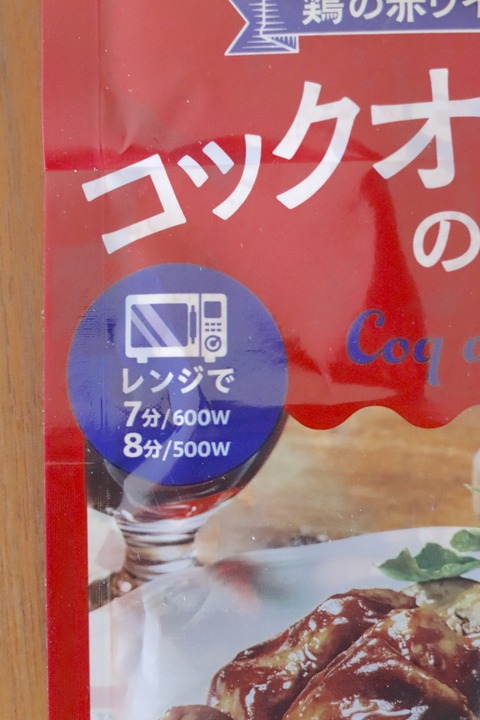 鶏の赤ワイ
コックオ
の
Coq
レンジで
7分/600W
8分/500W